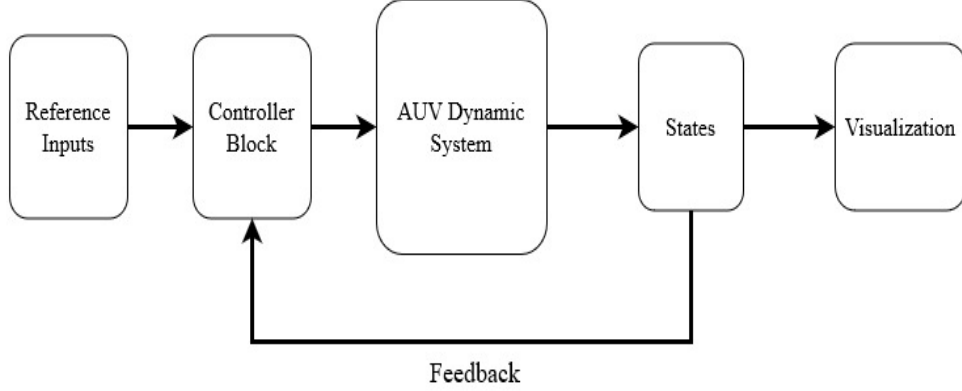 Reference
Inputs
Controller
Block
AUV Dynamic
System
States
Visualization
Feedback